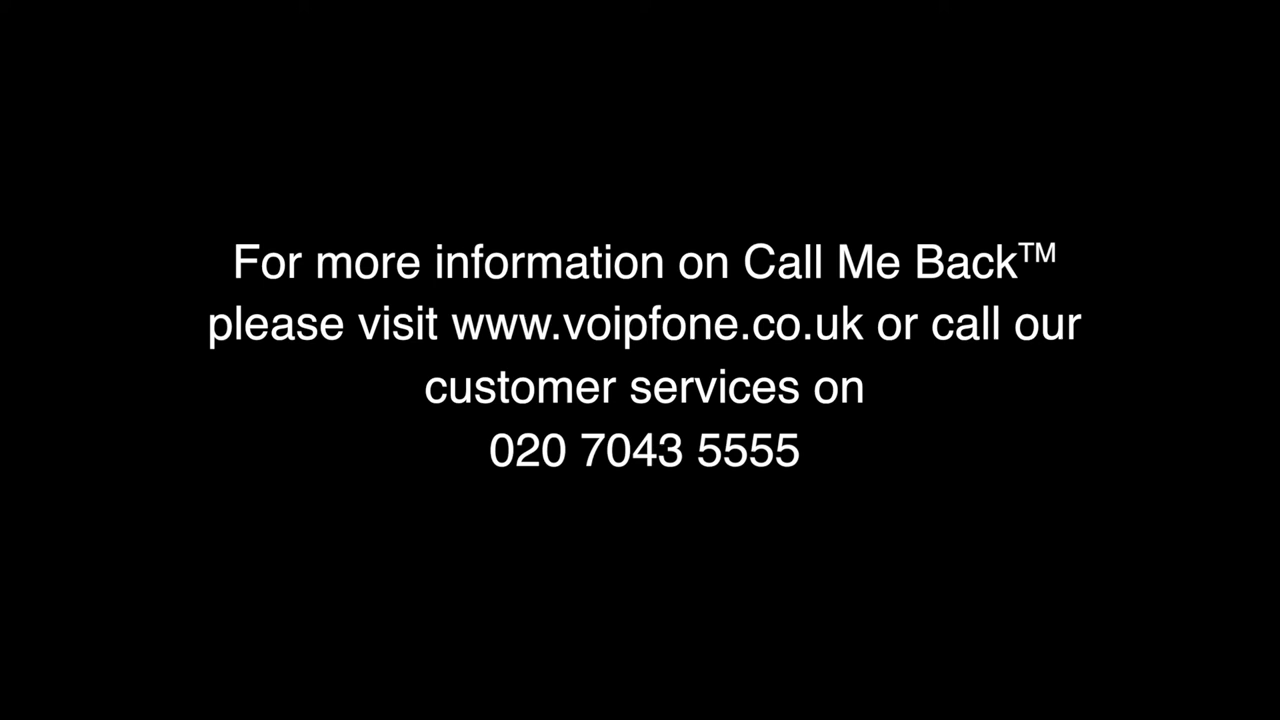 For more information on Call Me Back™
please visit www.voipfone.co.uk or call our
customer services on
020 7043 5555